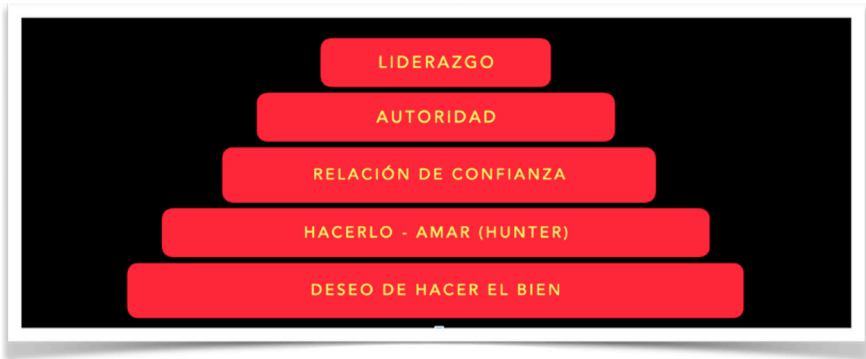 LIDERAZGO
AUTORIDAD
RELACIÓN DE CONFIANZA
HACERLO - AMAR (HUNTER)
DESEO DE HACER EL BIEN